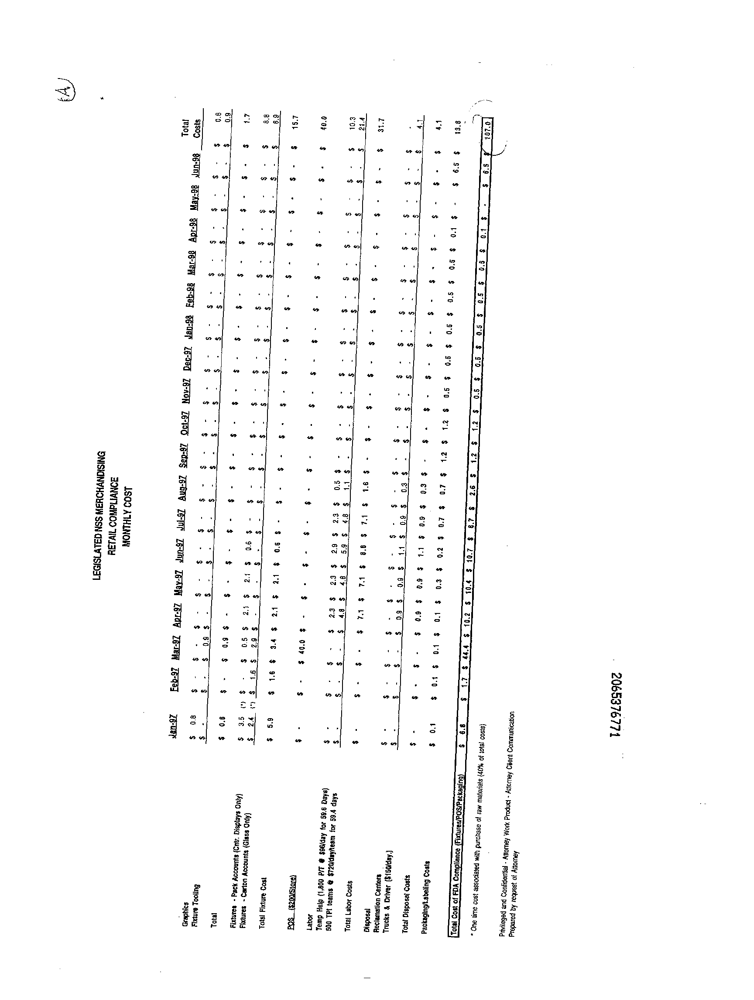 A
LEGISLATED NSS MERCHANDISING
RETAIL COMPLIANCE
MONTHLY COST
Jan-97 Feb-97 Mar-97 Apr-97 May-97 Jun-97 Jul-97 Aug-97 Sep-97 Oct-97 Nov-97 Dec-97 Jan-98 Feb-98 Mar-98 Apr-98 May-98 Jun-98 Total Costs
Graphics $ 0.8 $ - $ - $ - $ - $ - $ - $ - $ - $ - $ - $ - $ - $ - $ - $ - $ - $ - $ 0.8
Fixture Tooling $ - $ - $ 0.9 $ - $ - $ - $ - $ - $ - $ - $ - $ - $ - $ - $ - $ - $ - $ - $ 0.9
Total $ 0.8 $ - $ 0.9 $ - $ - $ - $ - $ - $ - $ - $ - $ - $ - $ - $ - $ - $ - $ - $ 1.7
Fixtures - Pack Accounts (Cntr. Displays Only) $ 3.5 (*) $ - $ 0.5 $ 2.1 $ 2.1 $ 0.6 $ - $ - $ - $ - $ - $ - $ - $ - $ - $ - $ - $ - $ 8.8
Fixtures - Carton Accounts (Glass Only) $ 2.4 (*) $ 1.6 $ 2.9 $ - $ - $ - $ - $ - $ - $ - $ - $ - $ - $ - $ - $ - $ - $ - $ 6.9
Total Fixture Cost $ 5.9 $ 1.6 $ 3.4 $ 2.1 $ 2.1 $ 0.6 $ - $ - $ - $ - $ - $ - $ - $ - $ - $ - $ - $ - $ 15.7
POS ($200/Store) $ - $ - $ 40.0 $ - $ - $ - $ - $ - $ - $ - $ - $ - $ - $ - $ - $ - $ - $ - $ 40.0
Labor
Temp Help (1,800 P/T @ $96/day for 59.6 Days) $ - $ - $ - $ 2.3 $ 2.3 $ 2.9 $ 2.3 $ 0.5 $ - $ - $ - $ - $ - $ - $ - $ - $ - $ - $ 10.3
500 TPI teams @ $720/day/team for 59.4 days $ - $ - $ - $ 4.8 $ 4.8 $ 5.9 $ 4.8 $ 1.1 $ - $ - $ - $ - $ - $ - $ - $ - $ - $ - $ 21.4
Total Labor Costs $ - $ - $ - $ 7.1 $ 7.1 $ 8.8 $ 7.1 $ 1.6 $ - $ - $ - $ - $ - $ - $ - $ - $ - $ - $ 31.7
Disposal
Reclamation Centers $ - $ - $ - $ - $ - $ - $ - $ - $ - $ - $ - $ - $ - $ - $ - $ - $ - $ - $ -
Trucks & Driver ($150/day.) $ - $ - $ - $ 0.9 $ 0.9 $ 1.1 $ 0.9 $ 0.3 $ - $ - $ - $ - $ - $ - $ - $ - $ - $ - $ 4.1
Total Disposal Costs $ - $ - $ - $ 0.9 $ 0.9 $ 1.1 $ 0.9 $ 0.3 $ - $ - $ - $ - $ - $ - $ - $ - $ - $ - $ 4.1
Packaging/Labeling Costs $ 0.1 $ 0.1 $ 0.1 $ 0.1 $ 0.3 $ 0.2 $ 0.7 $ 0.7 $ 1.2 $ 1.2 $ 0.5 $ 0.5 $ 0.5 $ 0.5 $ 0.5 $ 0.1 $ - $ 6.5 $ 13.8
Total Cost of FDA Compliance (Fixtures/POS/Packaging) $ 6.8 $ 1.7 $ 44.4 $ 10.2 $ 10.4 $ 10.7 $ 8.7 $ 2.6 $ 1.2 $ 1.2 $ 0.5 $ 0.5 $ 0.5 $ 0.5 $ 0.5 $ 0.1 $ - $ 6.5 $ 107.0
* One time cost associated with purchase of raw materials (40% of total costs)
Privileged and Confidential - Attorney Work Product - Attorney Client Communication
Prepared by request of Attorney
2065376771